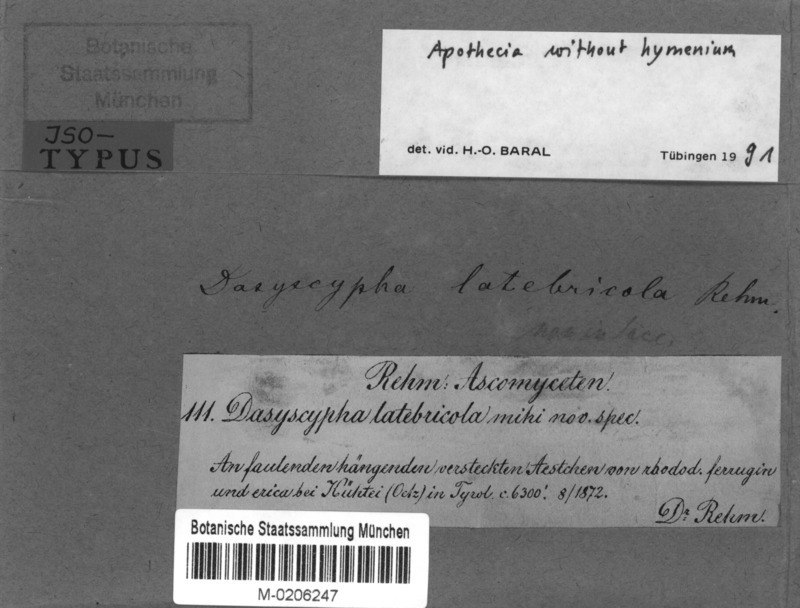 Botanische
Staatssammlung
München
ISO-
TYPUS
Apothecia without hymenium
det. vid. H.-O. BARAL Tübingen 1991
Dasyscypha latebricola Rehm.
Rehm: Ascomyceten.
111. Dasyscypha latebricola mihi nov. spec.
An faulenden hängenden versteckten Aestchen von rhodod. ferrugin
und erica bei Kühtei (Oetz) in Tyrol. c. 6300'. 8/1872.
Dr. Rehm.
Botanische Staatssammlung München
M-0206247